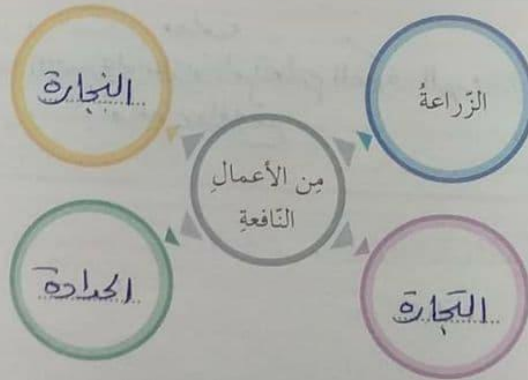 الزّراعةُ
النجارة
مِن الأعمالِ
النّافعةِ
التجارة
الحدادة